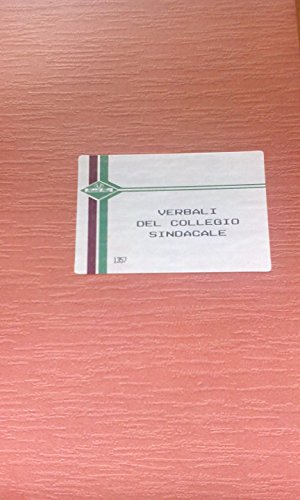 VERBALI
DEL COLLEGIO
SINDACALE
1357